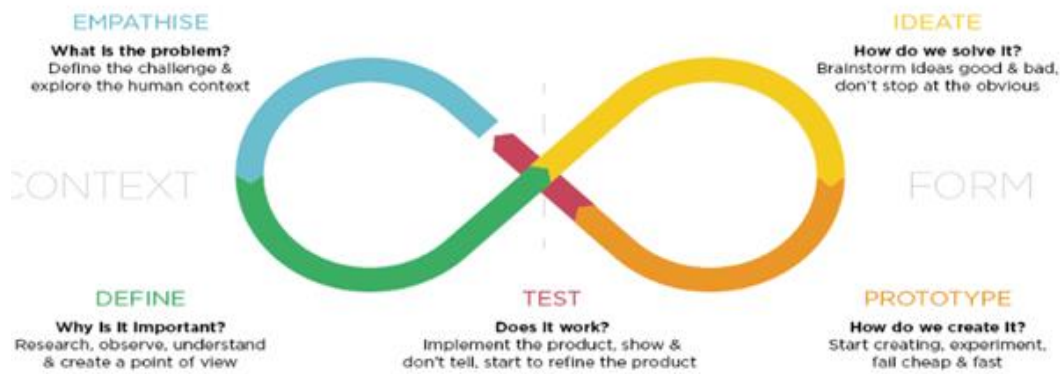 EMPATHISE
What is the problem?
Define the challenge &
explore the human context
IDEATE
How do we solve it?
Brainstorm ideas good & bad,
don't stop at the obvious
CONTEXT
FORM
DEFINE
Why is it important?
Research, observe, understand
& create a point of view
TEST
Does it work?
Implement the product, show &
don't tell, start to refine the product
PROTOTYPE
How do we create it?
Start creating, experiment,
fail cheap & fast